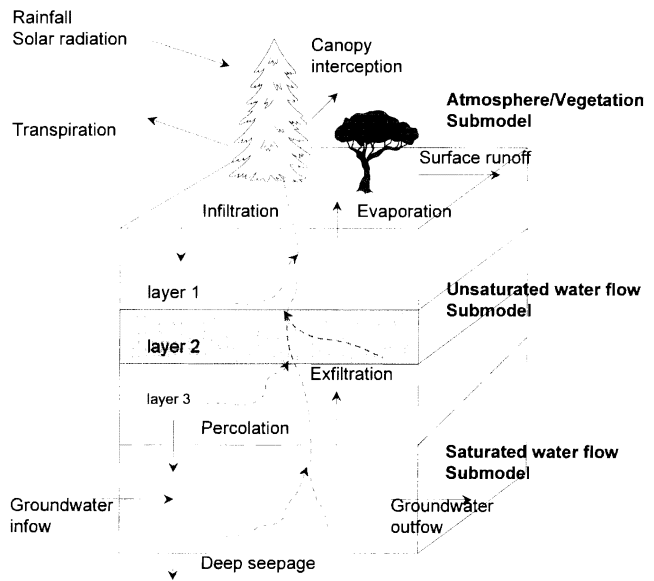 Rainfall
Solar radiation
Canopy
interception
Atmosphere/Vegetation
Submodel
Transpiration
Surface runoff
Infiltration
Evaporation
layer 1
Unsaturated water flow
Submodel
layer 2
Exfiltration
layer 3
Percolation
Saturated water flow
Submodel
Groundwater
infow
Groundwater
outfow
Deep seepage